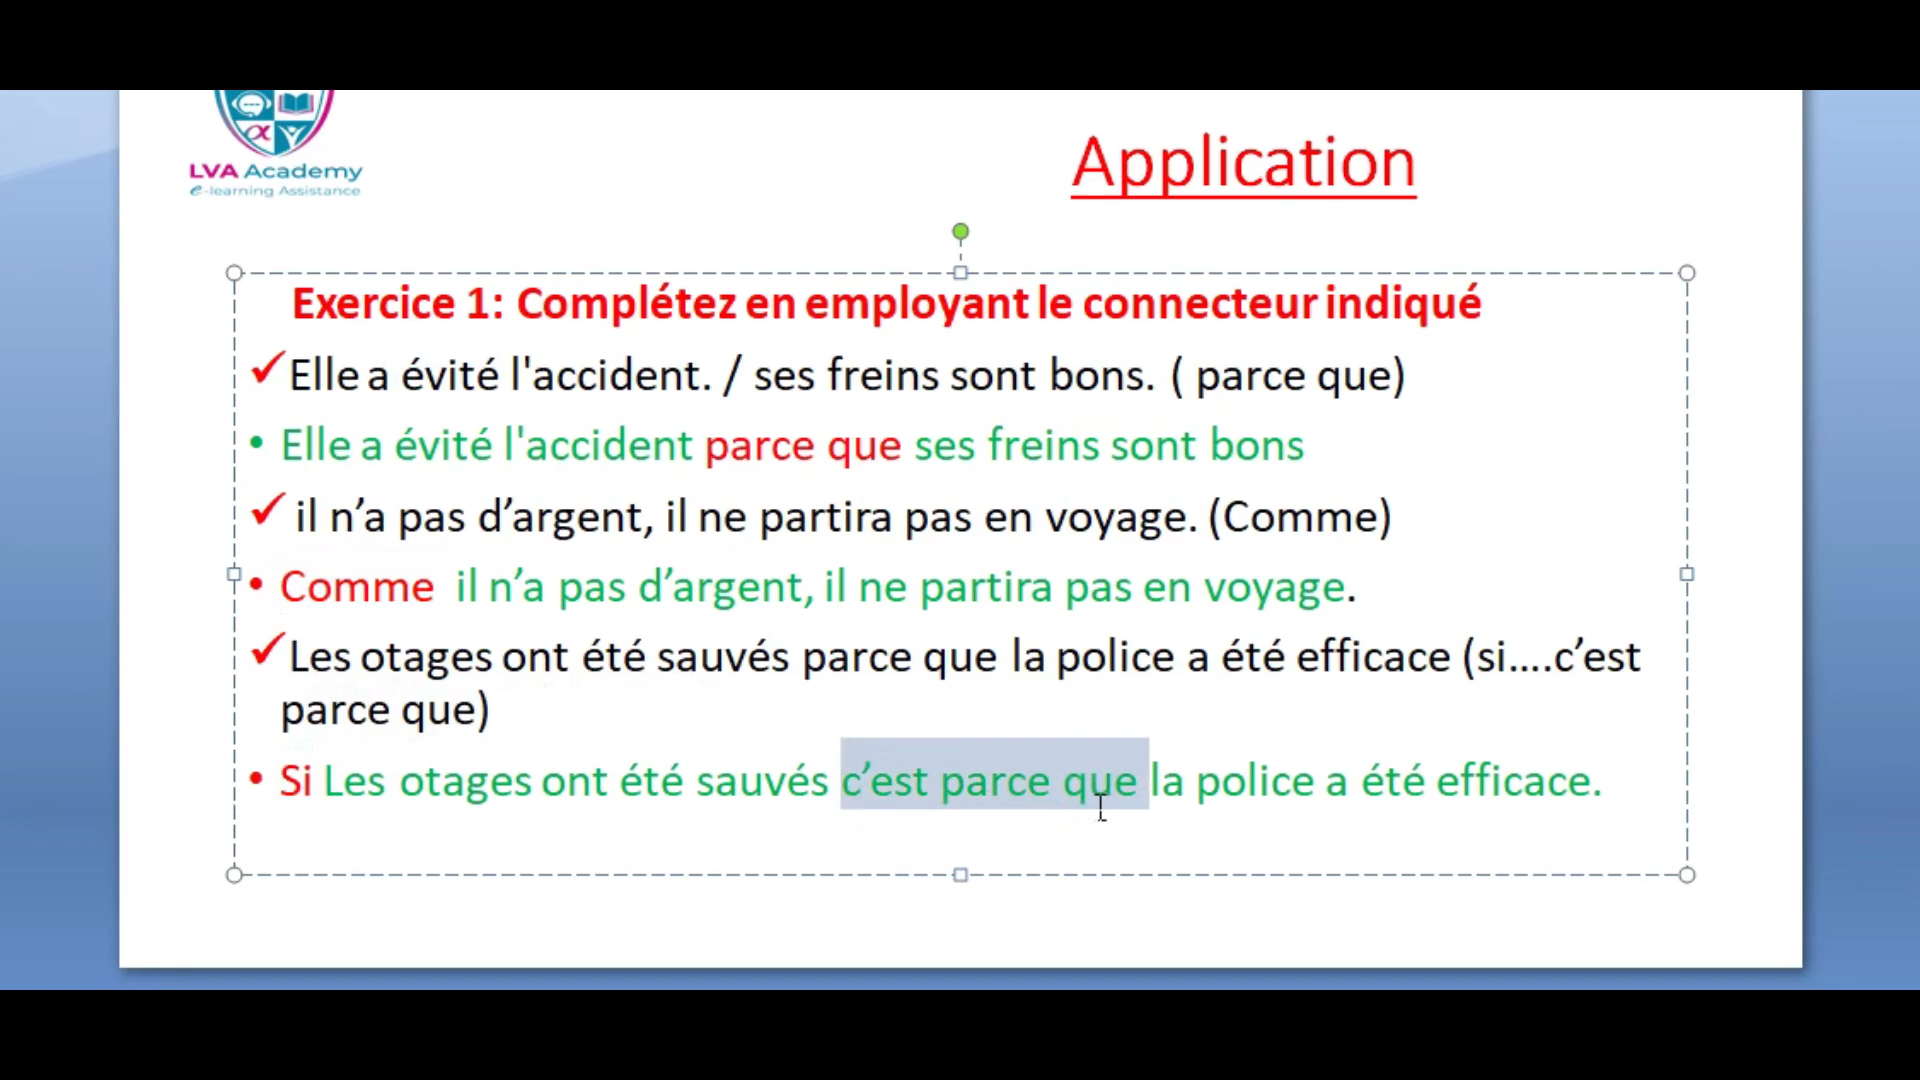 LVA Academy
e-learning Assistance
Application
Exercice 1: Complétez en employant le connecteur indiqué
Elle a évité l'accident. / ses freins sont bons. ( parce que)
Elle a évité l'accident parce que ses freins sont bons
il n’a pas d’argent, il ne partira pas en voyage. (Comme)
Comme il n’a pas d’argent, il ne partira pas en voyage.
Les otages ont été sauvés parce que la police a été efficace (si....c’est
parce que)
Si Les otages ont été sauvés c’est parce que la police a été efficace.